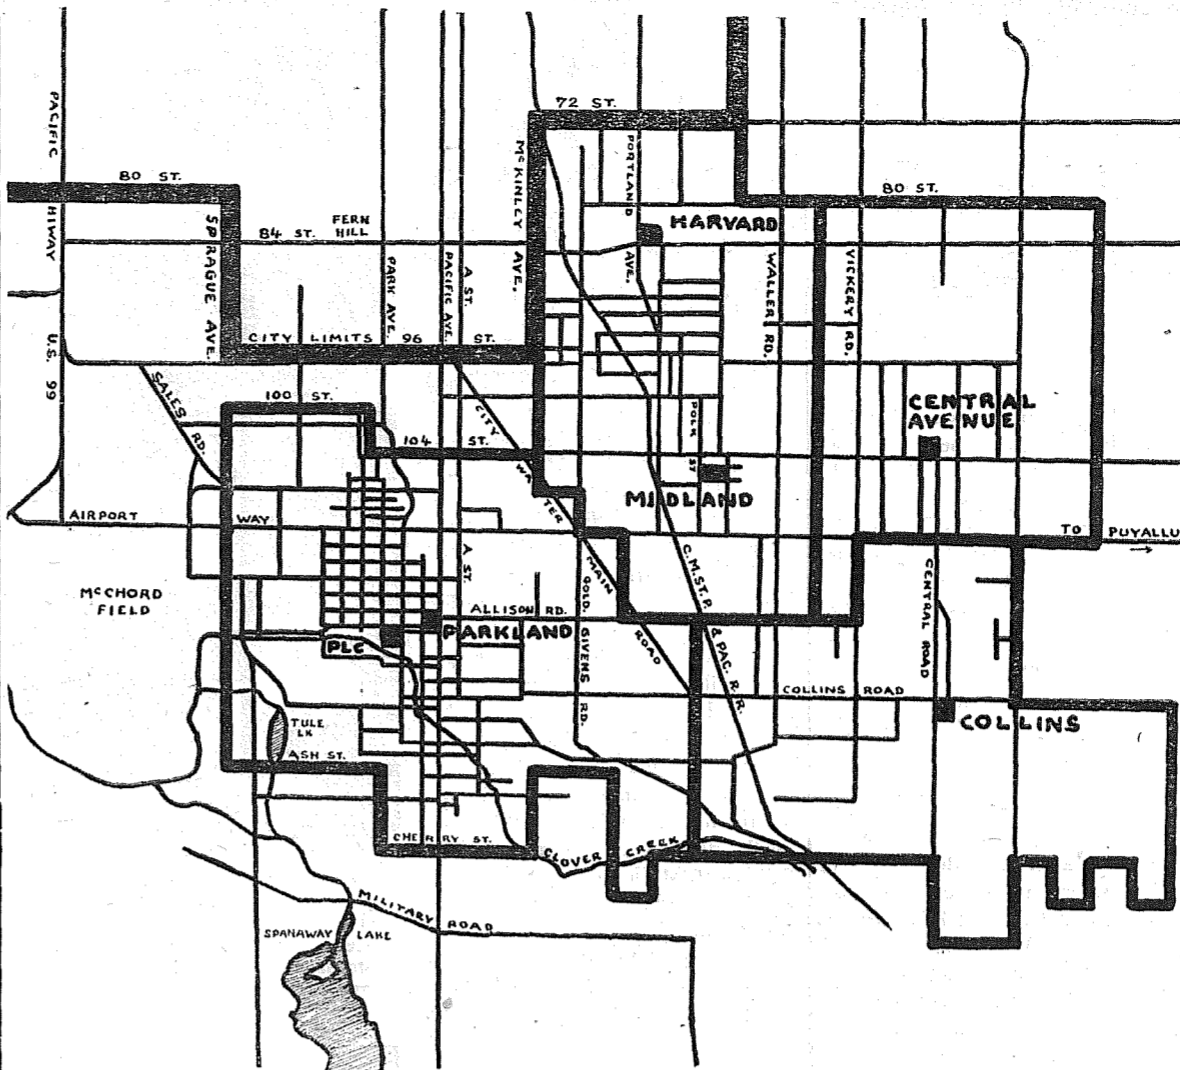 72 ST.
PACIFIC
HIWAY
U.S. 99
80 ST.
SPRAGUE AVE.
84 ST.
FERN
HILL
PARK AVE.
PACIFIC AVE.
A ST.
MCKINLEY AVE.
PORTLAND
AVE.
HARVARD
80 ST.
WALLER RD.
VICKERY RD.
CITY LIMITS 96 ST.
SALES RD.
100 ST.
104 ST.
CITY WATER MAIN ROAD
POLK ST
CENTRAL
AVENUE
MIDLAND
AIRPORT WAY
A ST.
TO PUYALLU
MCCHORD
FIELD
ALLISON RD.
GOLD. GIVENS RD.
C.M.ST.P. & PAC. R.R.
CENTRAL ROAD
PARKLAND
PLC
COLLINS ROAD
COLLINS
TULE
LK
ASH ST.
CHERRY ST.
CLOVER CREEK
MILITARY ROAD
SPANAWAY LAKE